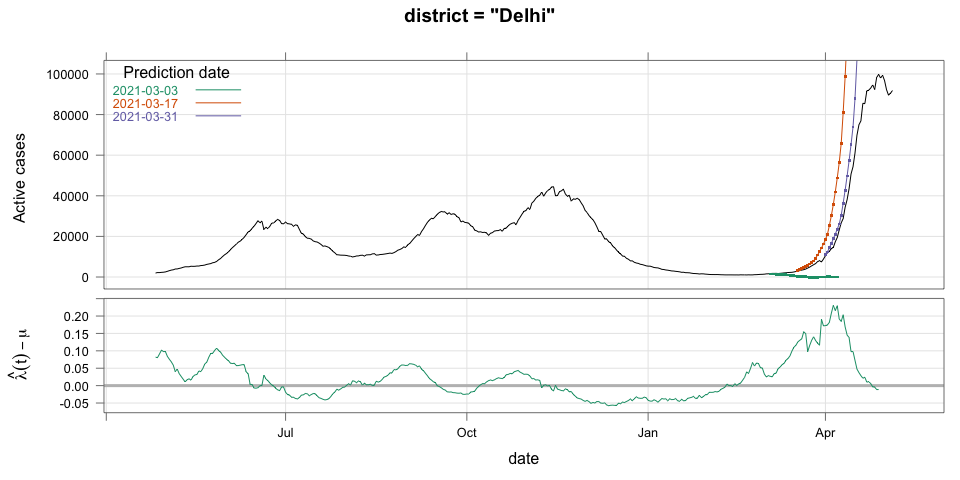 district = "Delhi"
Prediction date
2021-03-03
2021-03-17
2021-03-31
Active cases
100000
80000
60000
40000
20000
0
λ̂(t) − μ
0.20
0.15
0.10
0.05
0.00
-0.05
Jul
Oct
Jan
Apr
date